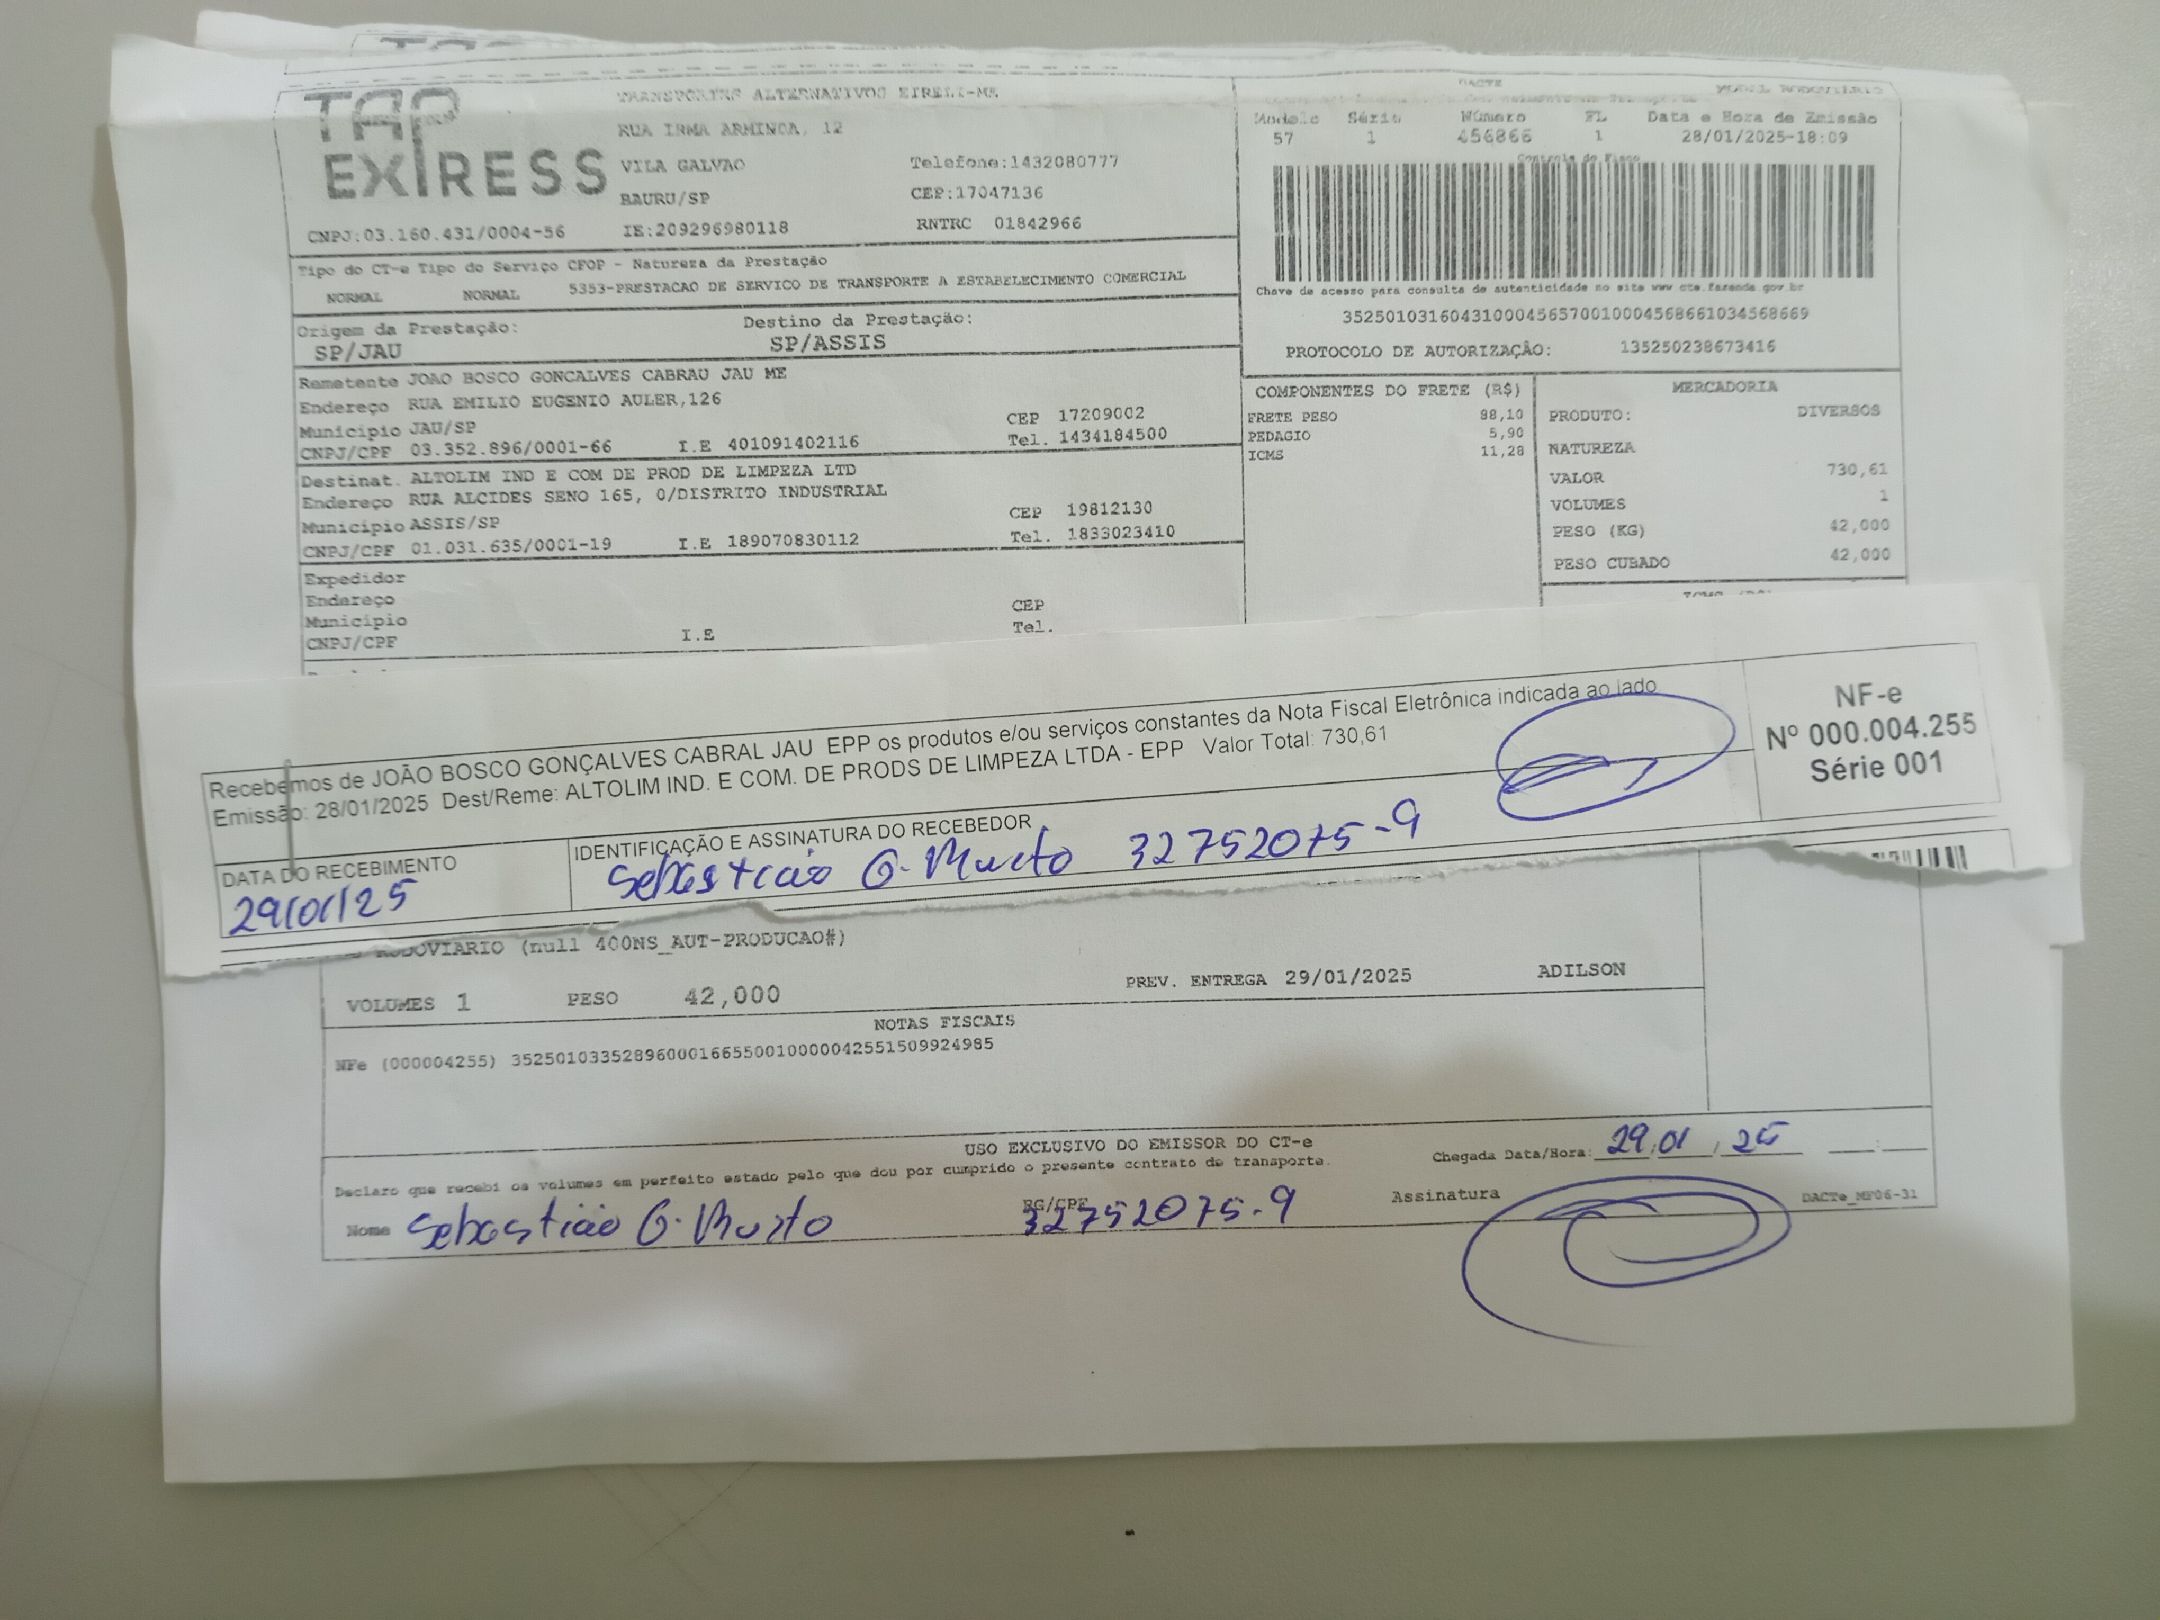 TAP
EXPRESS
TRANSPORTES ALTERNATIVOS EIRELI-ME
RUA IRMA ARMINDA, 12
VILA GALVAO Telefone:1432080777
BAURU/SP CEP:17047136
CNPJ:03.160.431/0004-56 IE:209296980118 RNTRC 01842966
DACTE MODAL RODOVIÁRIO
Modelo Série Número FL Data e Hora de Emissão
57 1 456866 1 28/01/2025-18:09
Controle do Fisco
Chave de acesso para consulta de autenticidade no site www cte.fazenda gov.br
35250103160431000456570010004568661034568669
PROTOCOLO DE AUTORIZAÇÃO: 135250238673416
Tipo do CT-e Tipo do Serviço CFOP - Natureza da Prestação
NORMAL NORMAL 5353-PRESTACAO DE SERVICO DE TRANSPORTE A ESTABELECIMENTO COMERCIAL
Origem da Prestação: Destino da Prestação:
SP/JAU SP/ASSIS
Remetente JOAO BOSCO GONCALVES CABRAU JAU ME
Endereço RUA EMILIO EUGENIO AULER,126
Município JAU/SP CEP 17209002
CNPJ/CPF 03.352.896/0001-66 I.E 401091402116 Tel. 1434184500
Destinat. ALTOLIM IND E COM DE PROD DE LIMPEZA LTD
Endereço RUA ALCIDES SENO 165, 0/DISTRITO INDUSTRIAL
Município ASSIS/SP CEP 19812130
CNPJ/CPF 01.031.635/0001-19 I.E 189070830112 Tel. 1833023410
Expedidor
Endereço
Município CEP
CNPJ/CPF I.E Tel.
COMPONENTES DO FRETE (R$)
FRETE PESO 98,10
PEDAGIO 5,90
ICMS 11,28
MERCADORIA
PRODUTO: DIVERSOS
NATUREZA
VALOR 730,61
VOLUMES 1
PESO (KG) 42,000
PESO CUBADO 42,000
Recebemos de JOÃO BOSCO GONÇALVES CABRAL JAU EPP os produtos e/ou serviços constantes da Nota Fiscal Eletrônica indicada ao lado
Emissão: 28/01/2025 Dest/Reme: ALTOLIM IND. E COM. DE PRODS DE LIMPEZA LTDA - EPP Valor Total: 730,61
NF-e
Nº 000.004.255
Série 001
DATA DO RECEBIMENTO IDENTIFICAÇÃO E ASSINATURA DO RECEBEDOR
29/01/25 Sebastião G. 32752075-9
RODOVIARIO (null 400NS_AUT-PRODUCAO#)
VOLUMES 1 PESO 42,000 PREV. ENTREGA 29/01/2025 ADILSON
NOTAS FISCAIS
NFe (000004255) 35250103352896000166550010000042551509924985
USO EXCLUSIVO DO EMISSOR DO CT-e
Declaro que recebi os volumes em perfeito estado pelo que dou por cumprido o presente contrato de transporte.
Chegada Data/Hora: 29/01/25 :
Nome Sebastião G. RG/CPF 32752075-9 Assinatura DACTe_MF06-31